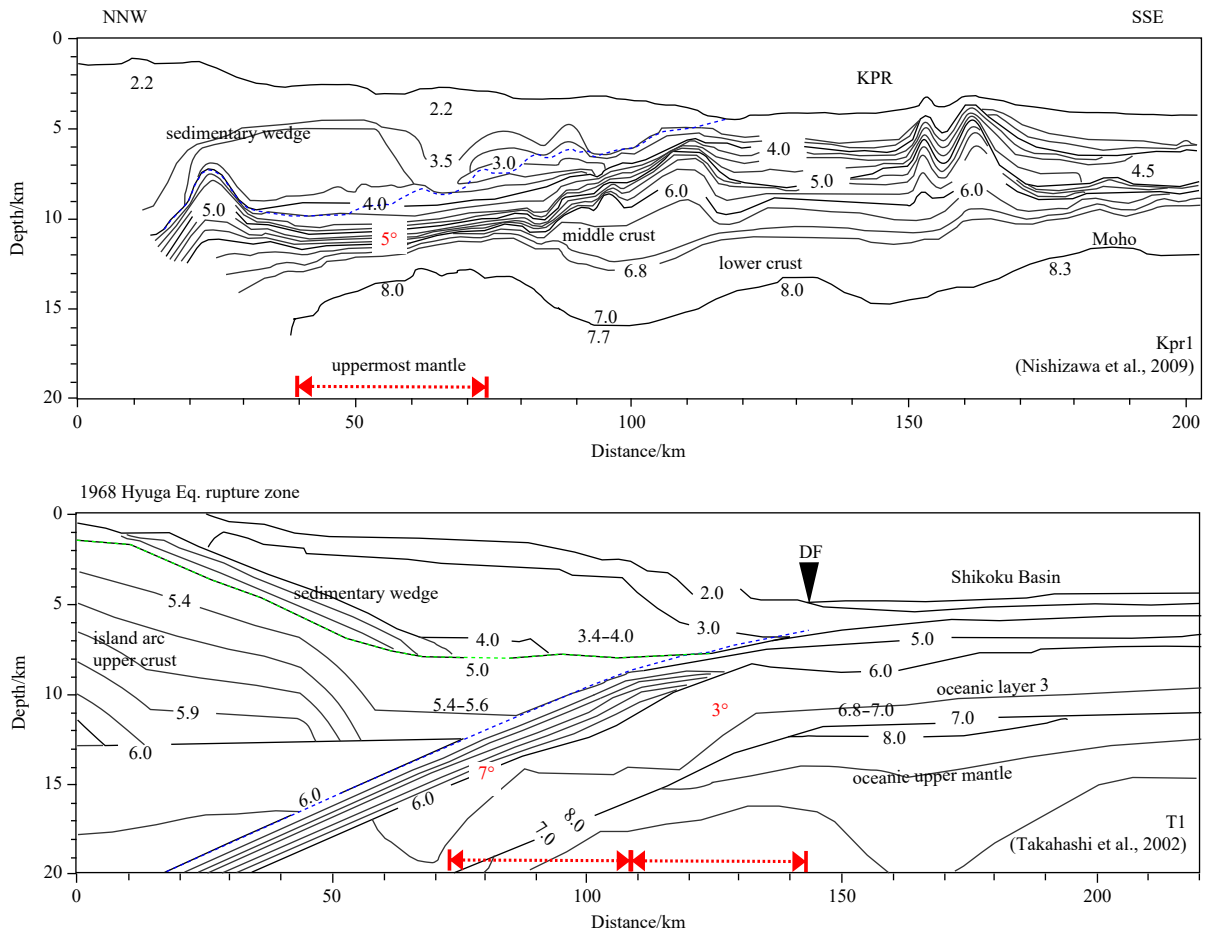 NNW
SSE
0
5
10
15
20
Depth/km
2.2
2.2
KPR
sedimentary wedge
3.5
3.0
4.0
4.5
5.0
4.0
5.0
6.0
6.0
5°
middle crust
6.8
lower crust
Moho
8.3
8.0
8.0
7.0
7.7
uppermost mantle
Kpr1
(Nishizawa et al., 2009)
0
50
100
150
200
Distance/km
1968 Hyuga Eq. rupture zone
0
5
10
15
20
Depth/km
DF
Shikoku Basin
2.0
sedimentary wedge
5.4
3.0
island arc
upper crust
4.0
3.4–4.0
5.0
5.0
6.0
oceanic layer 3
5.4–5.6
5.9
3°
6.8–7.0
7.0
6.0
8.0
7°
oceanic upper mantle
6.0
6.0
8.0
7.0
T1
(Takahashi et al., 2002)
0
50
100
150
200
Distance/km